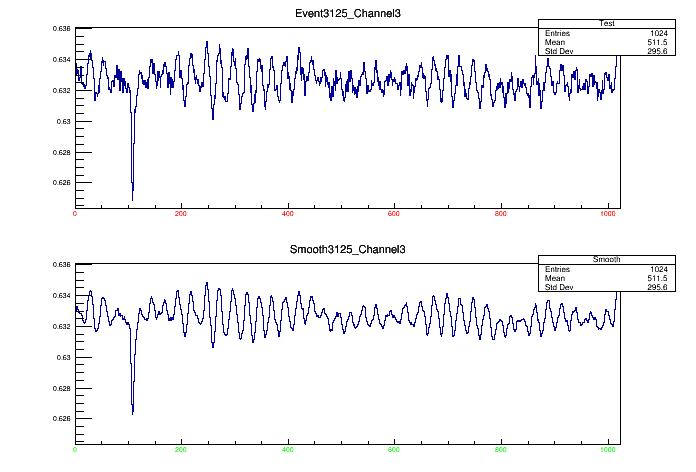 Event3125_Channel3
Test
Entries 1024
Mean 511.5
Std Dev 295.6
0.636
0.634
0.632
0.63
0.628
0.626
0 200 400 600 800 1000
Smooth3125_Channel3
Smooth
Entries 1024
Mean 511.5
Std Dev 295.6
0.636
0.634
0.632
0.63
0.628
0.626
0 200 400 600 800 1000